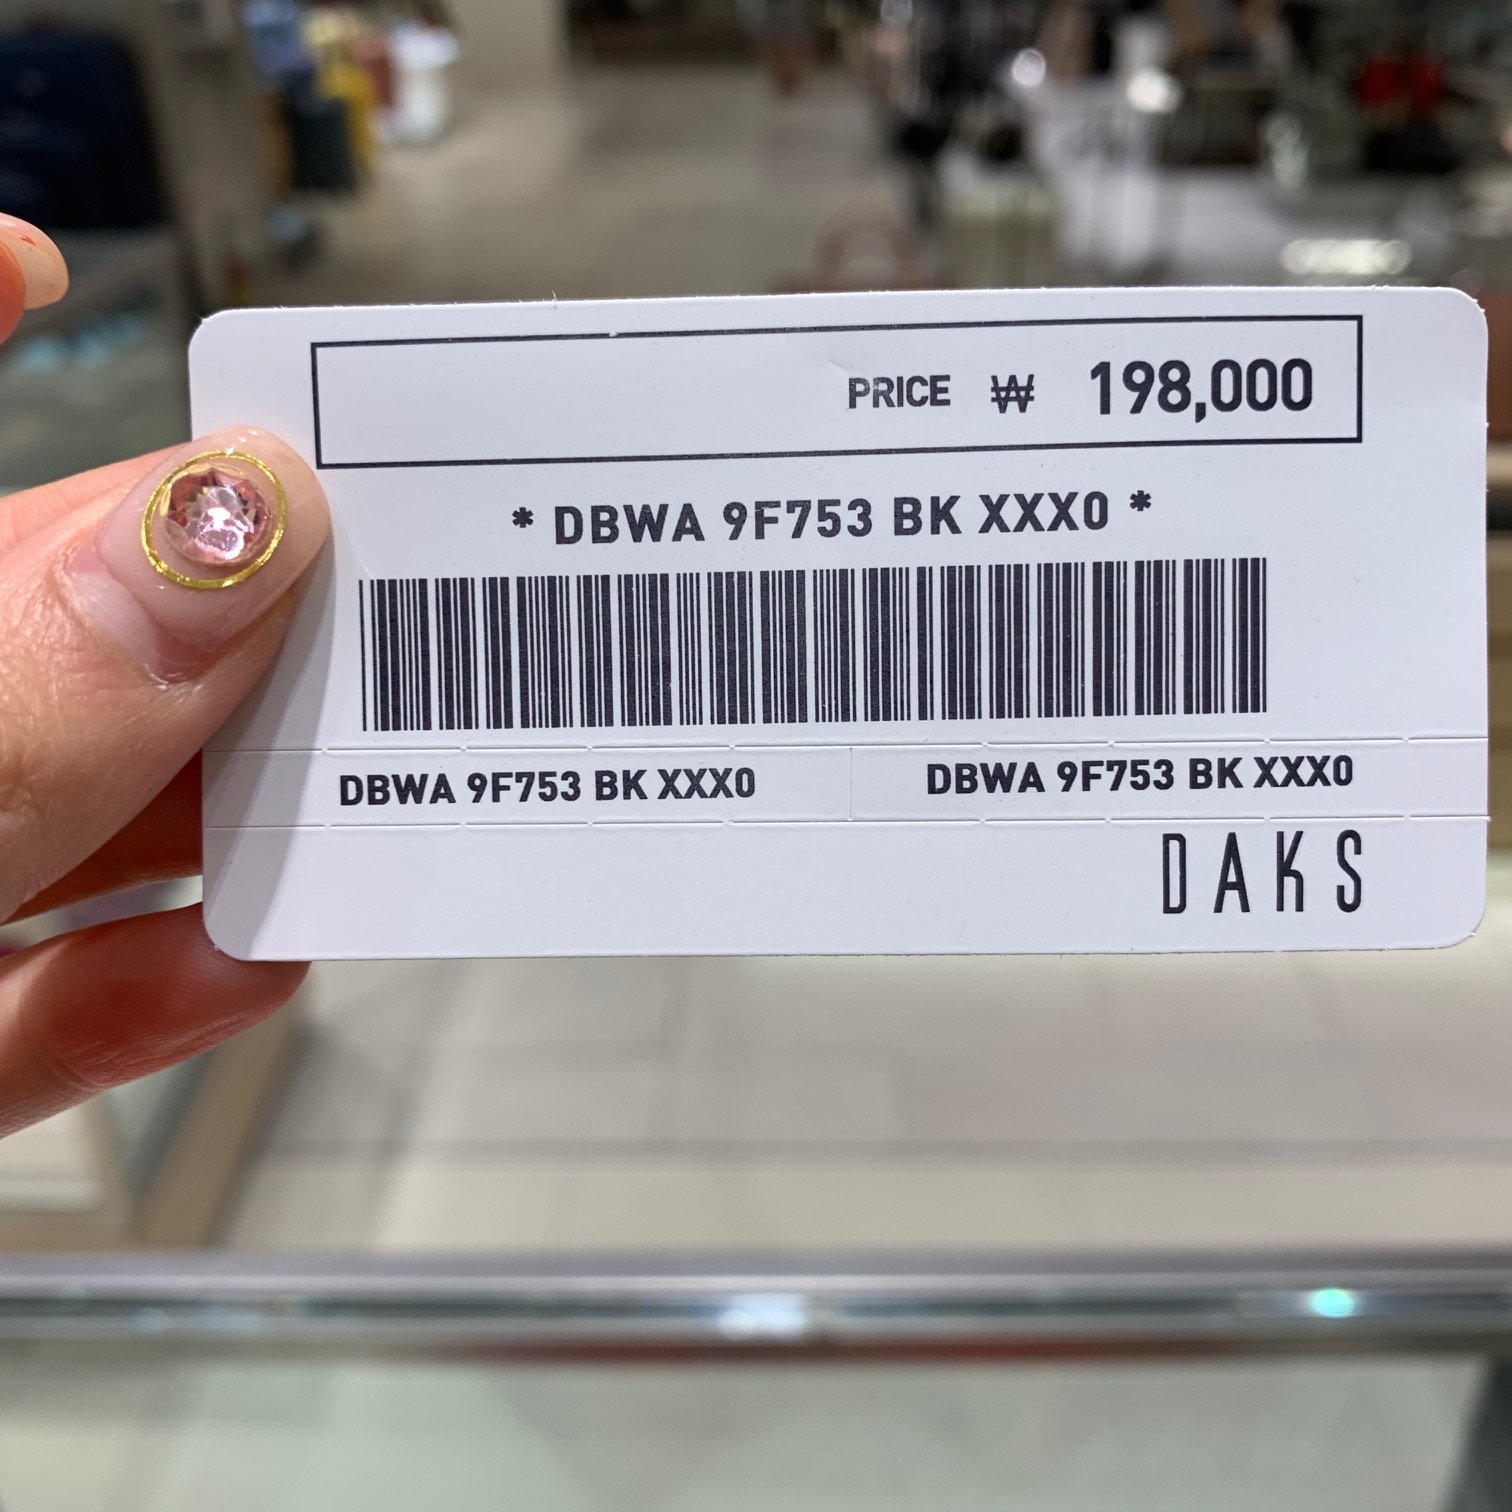 PRICE ₩ 198,000
* DBWA 9F753 BK XXX0 *
DBWA 9F753 BK XXX0 DBWA 9F753 BK XXX0
DAKS